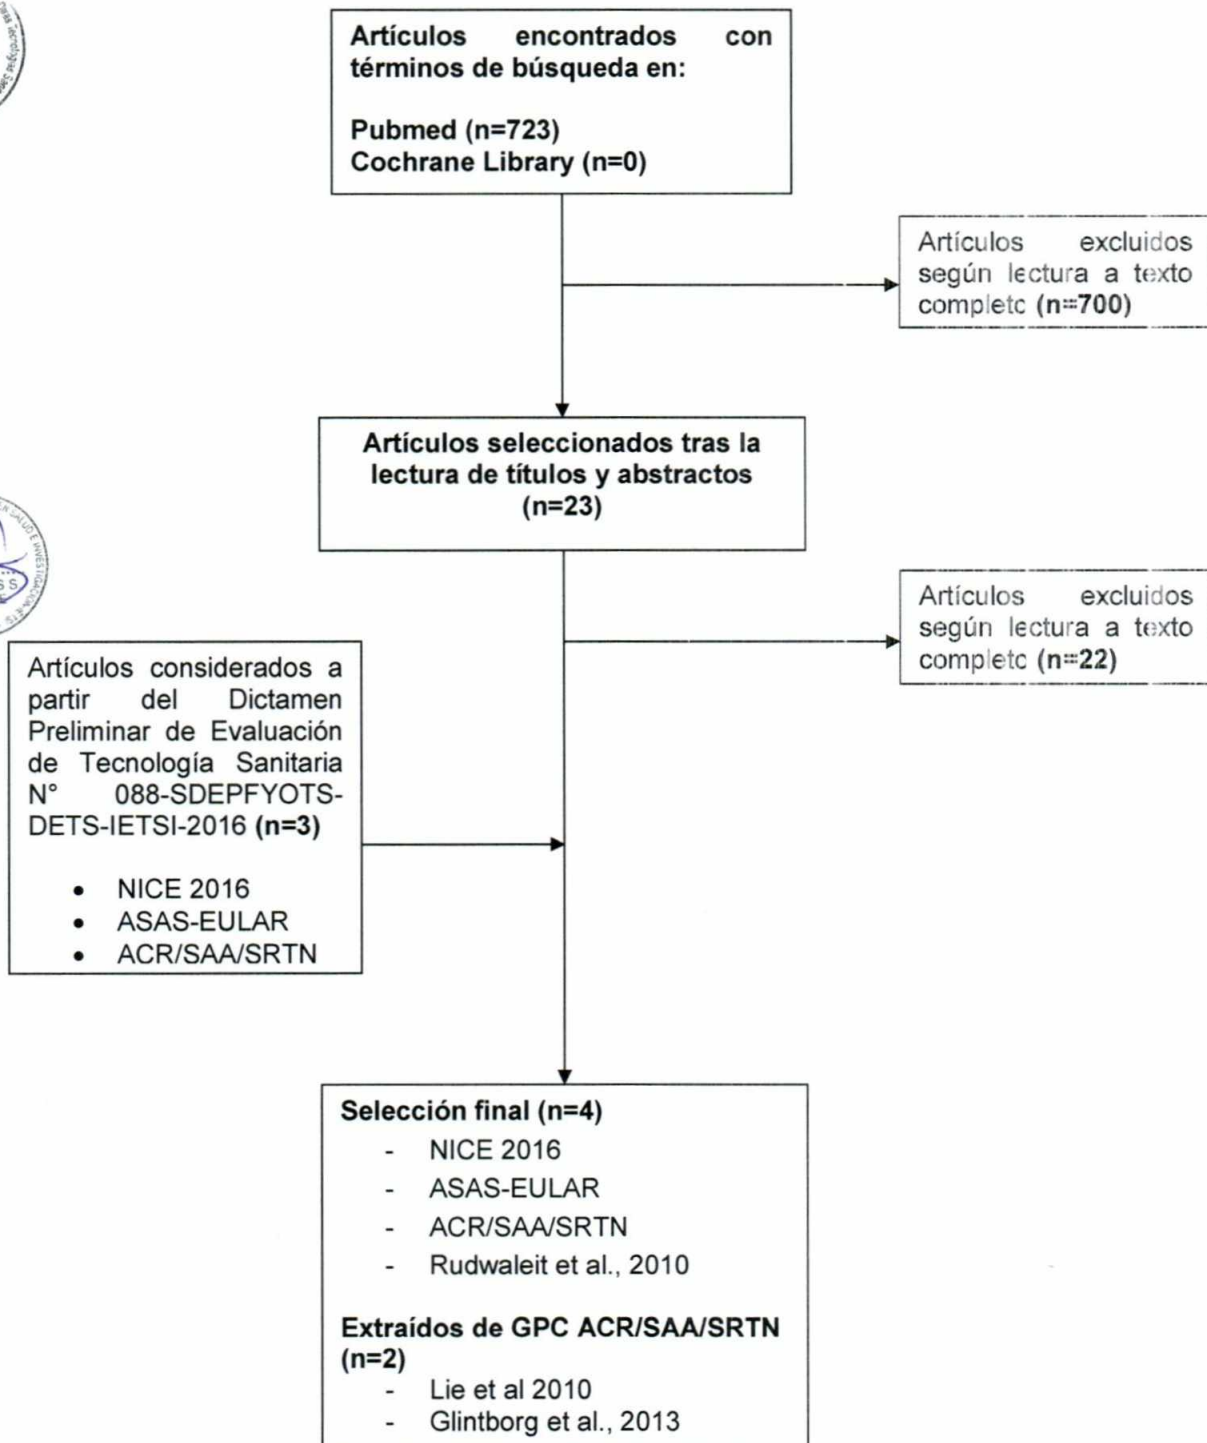 Artículos encontrados con
términos de búsqueda en:
Pubmed (n=723)
Cochrane Library (n=0)
Artículos excluidos
según lectura a texto
completo (n=700)
Artículos seleccionados tras la
lectura de títulos y abstractos
(n=23)
Artículos excluidos
según lectura a texto
completo (n=22)
Artículos considerados a
partir del Dictamen
Preliminar de Evaluación
de Tecnología Sanitaria
N° 088-SDEPFYOTS-
DETS-IETSI-2016 (n=3)
• NICE 2016
• ASAS-EULAR
• ACR/SAA/SRTN
Selección final (n=4)
- NICE 2016
- ASAS-EULAR
- ACR/SAA/SRTN
- Rudwaleit et al., 2010
Extraídos de GPC ACR/SAA/SRTN
(n=2)
- Lie et al 2010
- Glintborg et al., 2013